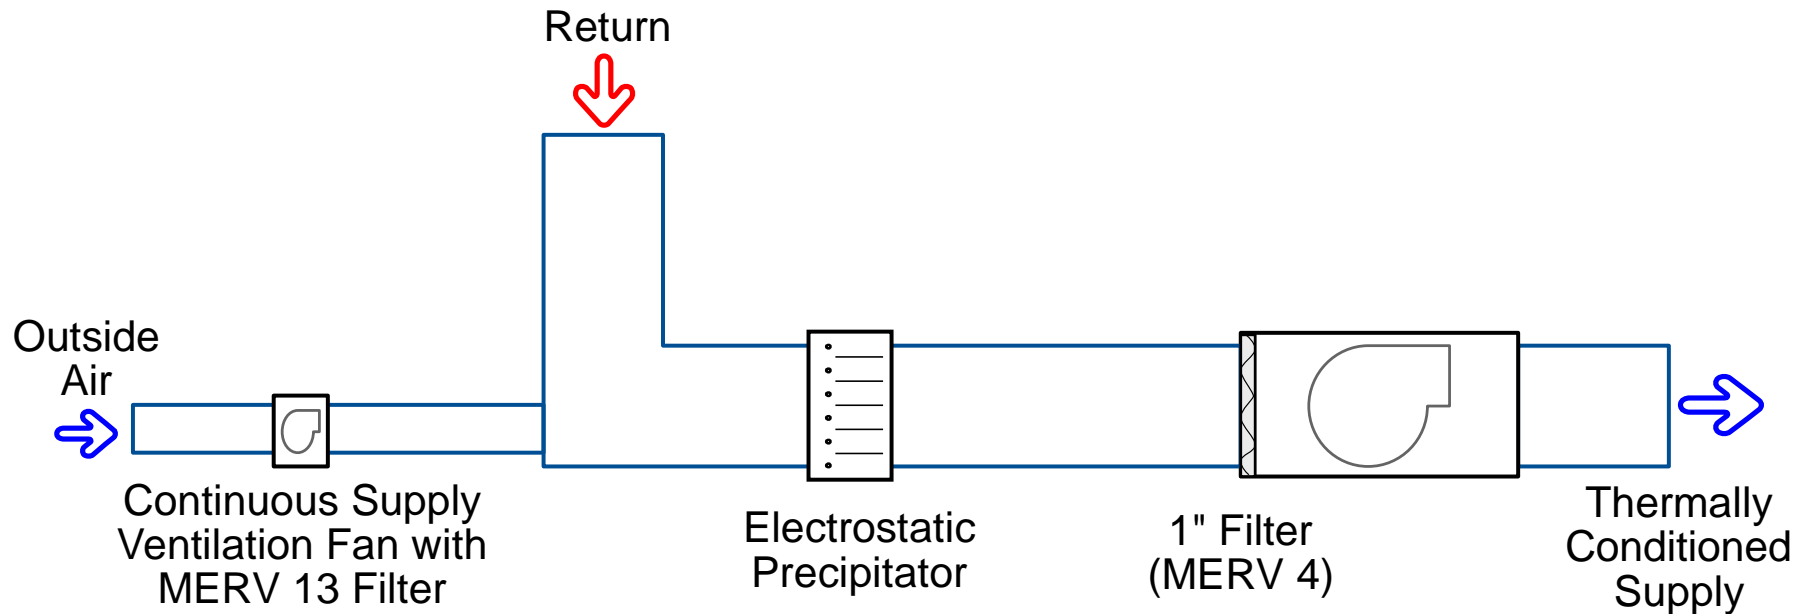 Return
Outside
Air
Continuous Supply
Ventilation Fan with
MERV 13 Filter
Electrostatic
Precipitator
1" Filter
(MERV 4)
Thermally
Conditioned
Supply